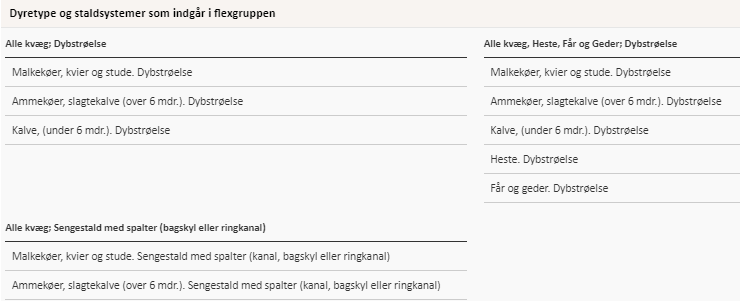 Dyretype og staldsystemer som indgår i flexgruppen
Alle kvæg; Dybstrøelse
Malkekøer, kvier og stude. Dybstrøelse
Ammekøer, slagtekalve (over 6 mdr.). Dybstrøelse
Kalve, (under 6 mdr.). Dybstrøelse
Alle kvæg, Heste, Får og Geder; Dybstrøelse
Malkekøer, kvier og stude. Dybstrøelse
Ammekøer, slagtekalve (over 6 mdr.). Dybstrøelse
Kalve, (under 6 mdr.). Dybstrøelse
Heste. Dybstrøelse
Får og geder. Dybstrøelse
Alle kvæg; Sengestald med spalter (bagskyl eller ringkanal)
Malkekøer, kvier og stude. Sengestald med spalter (kanal, bagskyl eller ringkanal)
Ammekøer, slagtekalve (over 6 mdr.). Sengestald med spalter (kanal, bagskyl eller ringkanal)